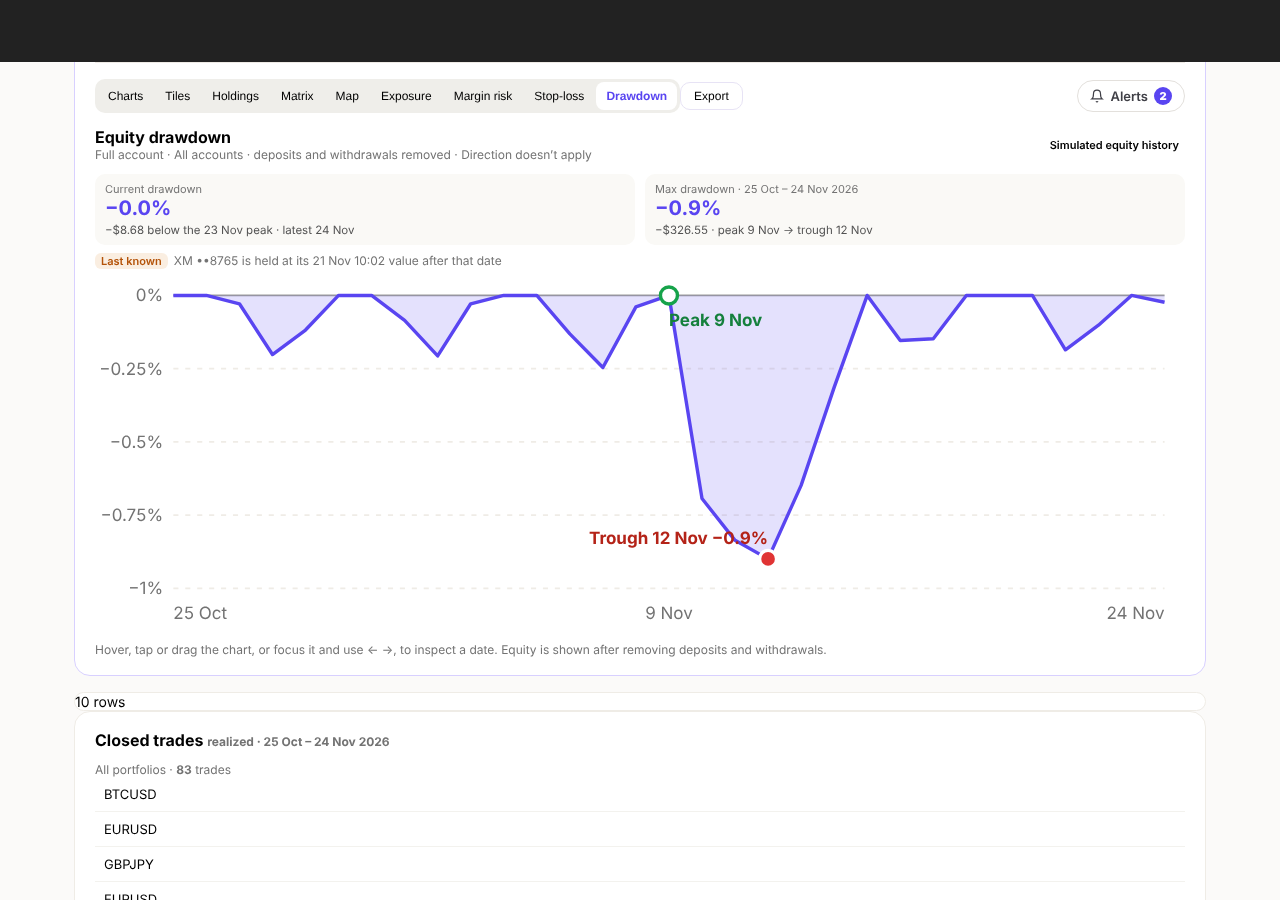 Charts Tiles Holdings Matrix Map Exposure Margin risk Stop-loss Drawdown Export Alerts 2
Equity drawdown
Full account · All accounts · deposits and withdrawals removed · Direction doesn’t apply
Simulated equity history
Current drawdown
−0.0%
−$8.68 below the 23 Nov peak · latest 24 Nov
Max drawdown · 25 Oct – 24 Nov 2026
−0.9%
−$326.55 · peak 9 Nov → trough 12 Nov
Last known XM ••8765 is held at its 21 Nov 10:02 value after that date
0%
Peak 9 Nov
−0.25%
−0.5%
−0.75%
Trough 12 Nov −0.9%
−1%
25 Oct 9 Nov 24 Nov
Hover, tap or drag the chart, or focus it and use ← →, to inspect a date. Equity is shown after removing deposits and withdrawals.
10 rows
Closed trades realized · 25 Oct – 24 Nov 2026
All portfolios · 83 trades
BTCUSD
EURUSD
GBPJPY
EURUSD